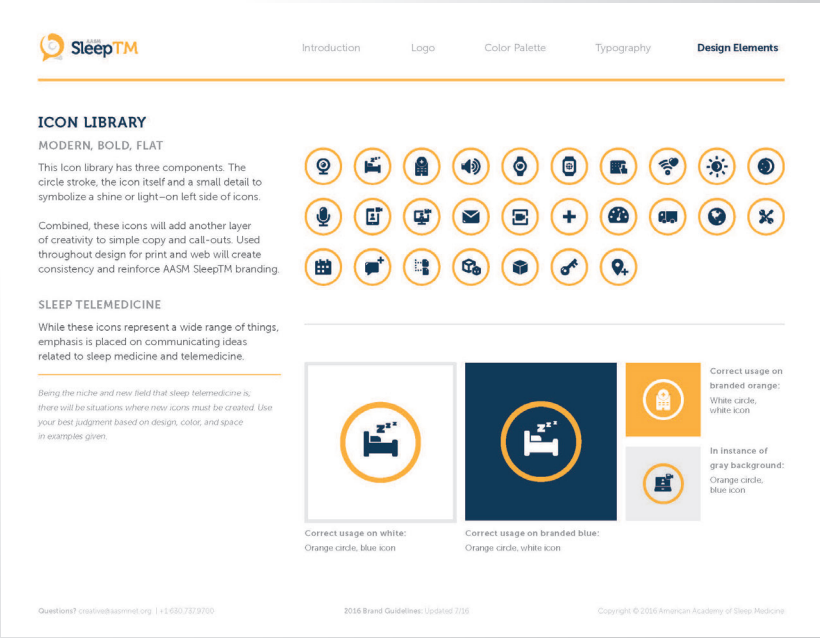 AASM
SleepTM
Introduction
Logo
Color Palette
Typography
Design Elements
ICON LIBRARY
MODERN, BOLD, FLAT
This Icon library has three components. The
circle stroke, the icon itself and a small detail to
symbolize a shine or light–on left side of icons.
Combined, these icons will add another layer
of creativity to simple copy and call-outs. Used
throughout design for print and web will create
consistency and reinforce AASM SleepTM branding.
SLEEP TELEMEDICINE
While these icons represent a wide range of things,
emphasis is placed on communicating ideas
related to sleep medicine and telemedicine.
Being the niche and new field that sleep telemedicine is;
there will be situations where new icons must be created. Use
your best judgment based on design, color, and space
in examples given.
Correct usage on white:
Orange circle, blue icon
Correct usage on branded blue:
Orange circle, white icon
Correct usage on
branded orange:
White circle,
white icon
In instance of
gray background:
Orange circle,
blue icon
Questions? creative@aasmnet.org | +1 630.737.9700
2016 Brand Guidelines: Updated 7/16
Copyright © 2016 American Academy of Sleep Medicine